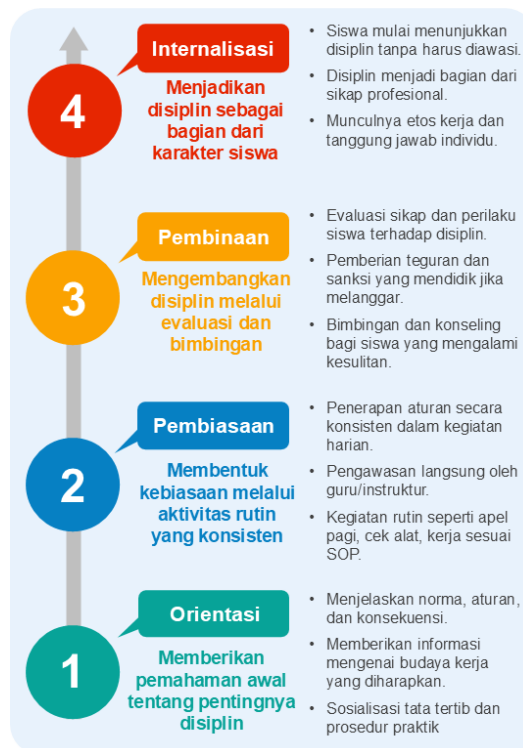 4
Internalisasi
Menjadikan
disiplin sebagai
bagian dari
karakter siswa
• Siswa mulai menunjukkan
disiplin tanpa harus diawasi.
• Disiplin menjadi bagian dari
sikap profesional.
• Munculnya etos kerja dan
tanggung jawab individu.
3
Pembinaan
Mengembangkan
disiplin melalui
evaluasi dan
bimbingan
• Evaluasi sikap dan perilaku
siswa terhadap disiplin.
• Pemberian teguran dan
sanksi yang mendidik jika
melanggar.
• Bimbingan dan konseling
bagi siswa yang mengalami
kesulitan.
2
Pembiasaan
Membentuk
kebiasaan melalui
aktivitas rutin
yang konsisten
• Penerapan aturan secara
konsisten dalam kegiatan
harian.
• Pengawasan langsung oleh
guru/instruktur.
• Kegiatan rutin seperti apel
pagi, cek alat, kerja sesuai
SOP.
1
Orientasi
Memberikan
pemahaman awal
tentang pentingnya
disiplin
• Menjelaskan norma, aturan,
dan konsekuensi.
• Memberikan informasi
mengenai budaya kerja
yang diharapkan.
• Sosialisasi tata tertib dan
prosedur praktik